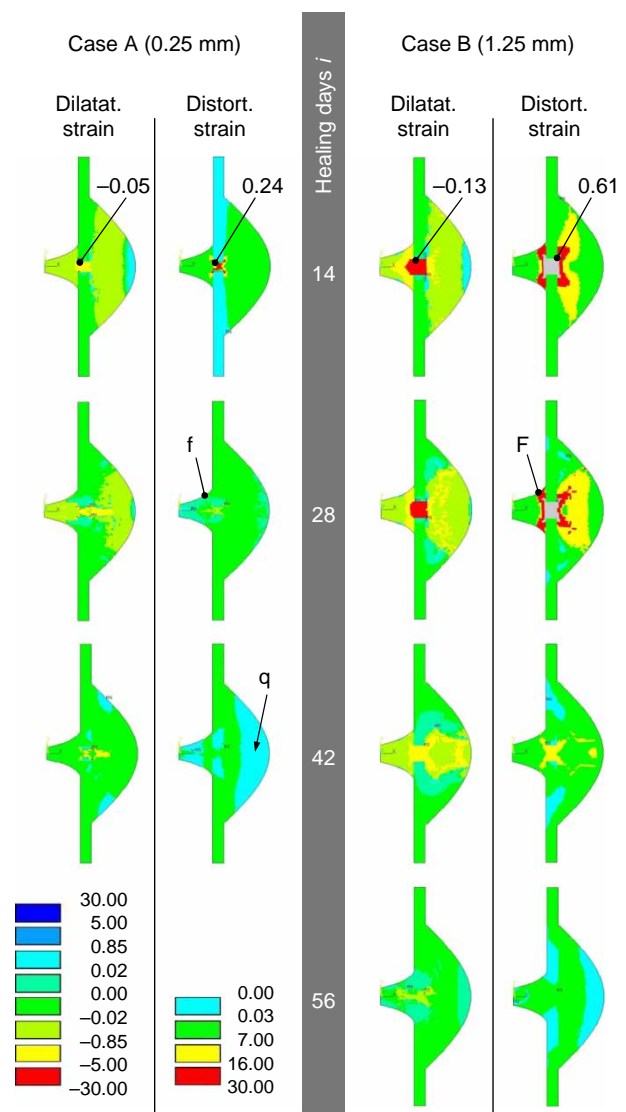 Case A (0.25 mm)
Healing days i
Case B (1.25 mm)
Dilatat. strain
Distort. strain
Dilatat. strain
Distort. strain
–0.05
0.24
–0.13
0.61
14
f
F
28
q
42
30.00
5.00
0.85
0.02
0.00
–0.02
–0.85
–5.00
–30.00
0.00
0.03
7.00
16.00
30.00
56